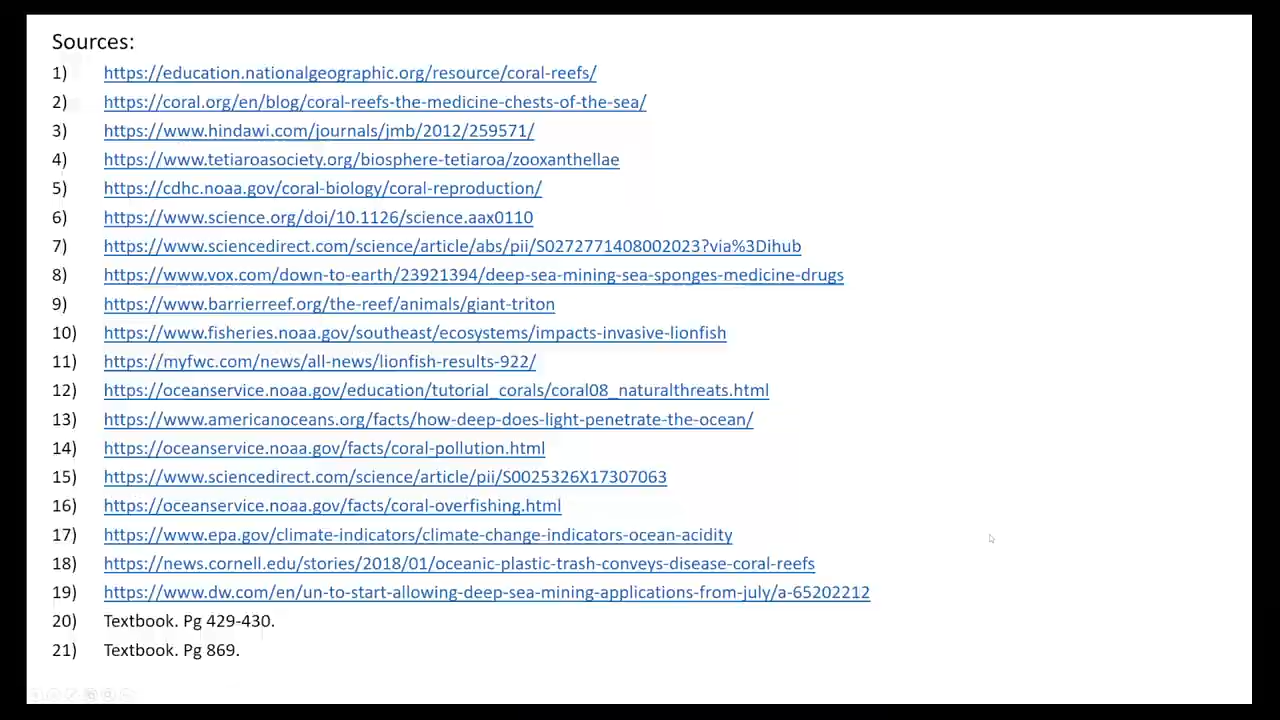 Sources:
1) https://education.nationalgeographic.org/resource/coral-reefs/
2) https://coral.org/en/blog/coral-reefs-the-medicine-chests-of-the-sea/
3) https://www.hindawi.com/journals/jmb/2012/259571/
4) https://www.tetiaroasociety.org/biosphere-tetiaroa/zooxanthellae
5) https://cdhc.noaa.gov/coral-biology/coral-reproduction/
6) https://www.science.org/doi/10.1126/science.aax0110
7) https://www.sciencedirect.com/science/article/abs/pii/S0272771408002023?via%3Dihub
8) https://www.vox.com/down-to-earth/23921394/deep-sea-mining-sea-sponges-medicine-drugs
9) https://www.barrierreef.org/the-reef/animals/giant-triton
10) https://www.fisheries.noaa.gov/southeast/ecosystems/impacts-invasive-lionfish
11) https://myfwc.com/news/all-news/lionfish-results-922/
12) https://oceanservice.noaa.gov/education/tutorial_corals/coral08_naturalthreats.html
13) https://www.americanoceans.org/facts/how-deep-does-light-penetrate-the-ocean/
14) https://oceanservice.noaa.gov/facts/coral-pollution.html
15) https://www.sciencedirect.com/science/article/pii/S0025326X17307063
16) https://oceanservice.noaa.gov/facts/coral-overfishing.html
17) https://www.epa.gov/climate-indicators/climate-change-indicators-ocean-acidity
18) https://news.cornell.edu/stories/2018/01/oceanic-plastic-trash-conveys-disease-coral-reefs
19) https://www.dw.com/en/un-to-start-allowing-deep-sea-mining-applications-from-july/a-65202212
20) Textbook. Pg 429-430.
21) Textbook. Pg 869.